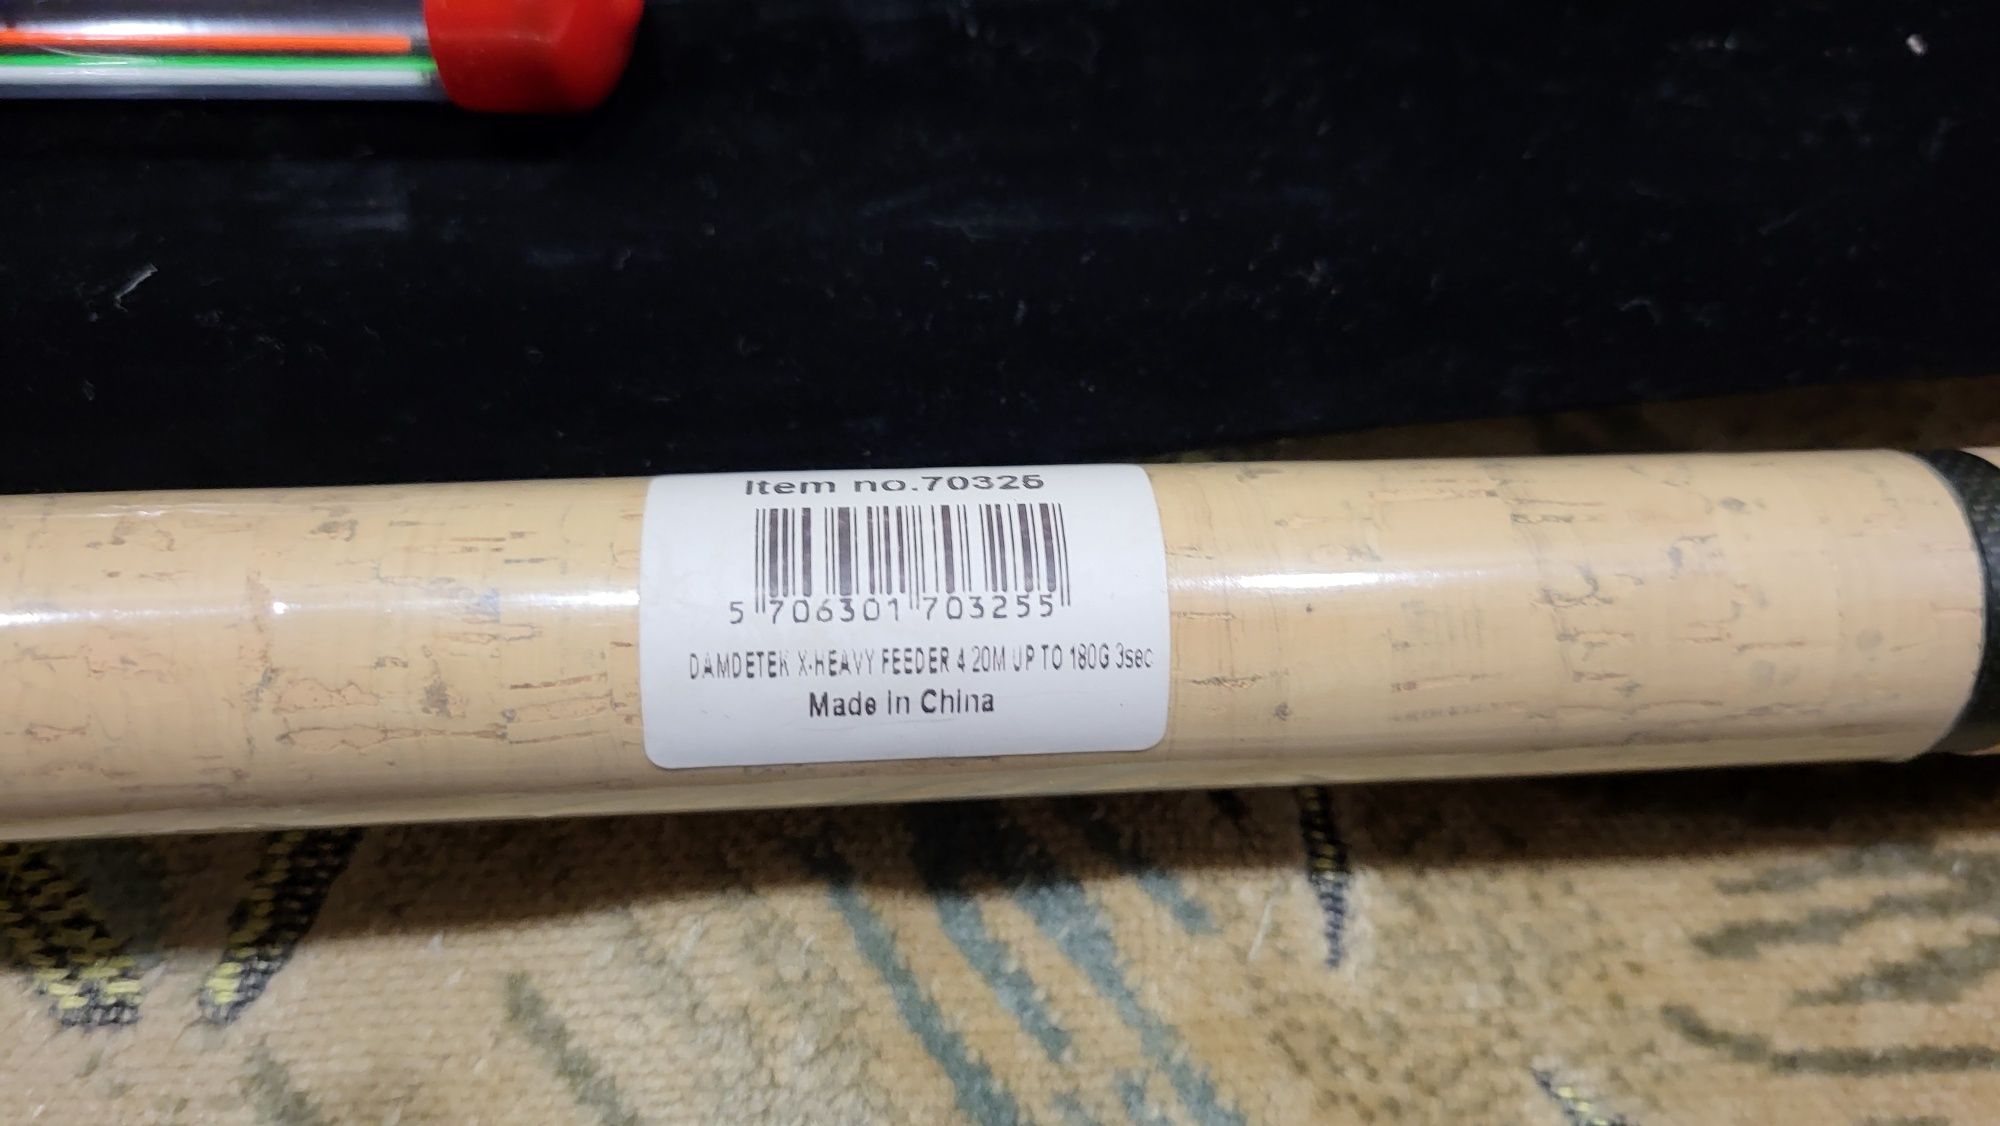 Item no.70325
5 706301 703255
DAMDETEK X-HEAVY FEEDER 4 20M UP TO 180G 3sec
Made In China